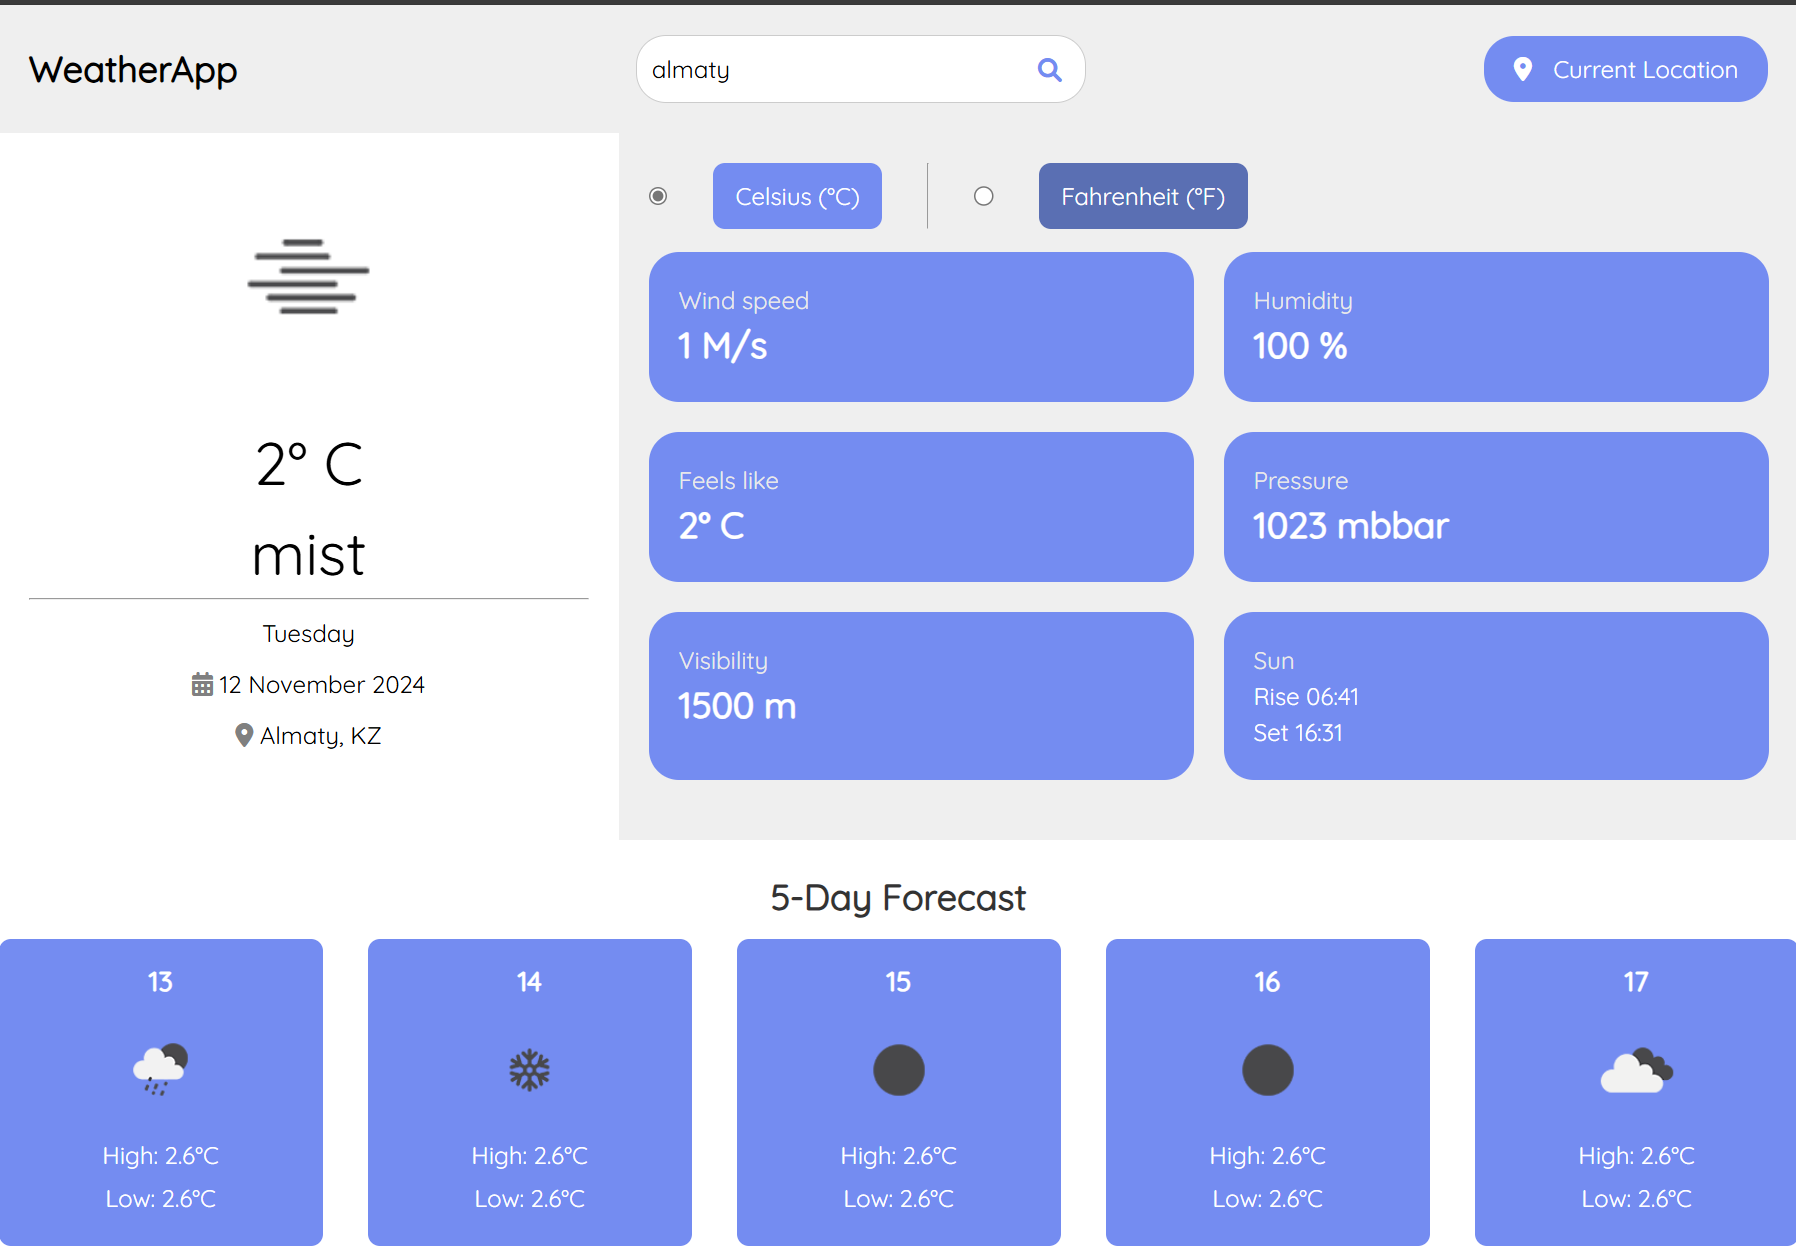 WeatherApp
almaty
Current Location
Celsius (°C)
Fahrenheit (°F)
2° C
mist
Tuesday
12 November 2024
Almaty, KZ
Wind speed
1 M/s
Humidity
100 %
Feels like
2° C
Pressure
1023 mbbar
Visibility
1500 m
Sun
Rise 06:41
Set 16:31
5-Day Forecast
13
High: 2.6°C
Low: 2.6°C
14
High: 2.6°C
Low: 2.6°C
15
High: 2.6°C
Low: 2.6°C
16
High: 2.6°C
Low: 2.6°C
17
High: 2.6°C
Low: 2.6°C